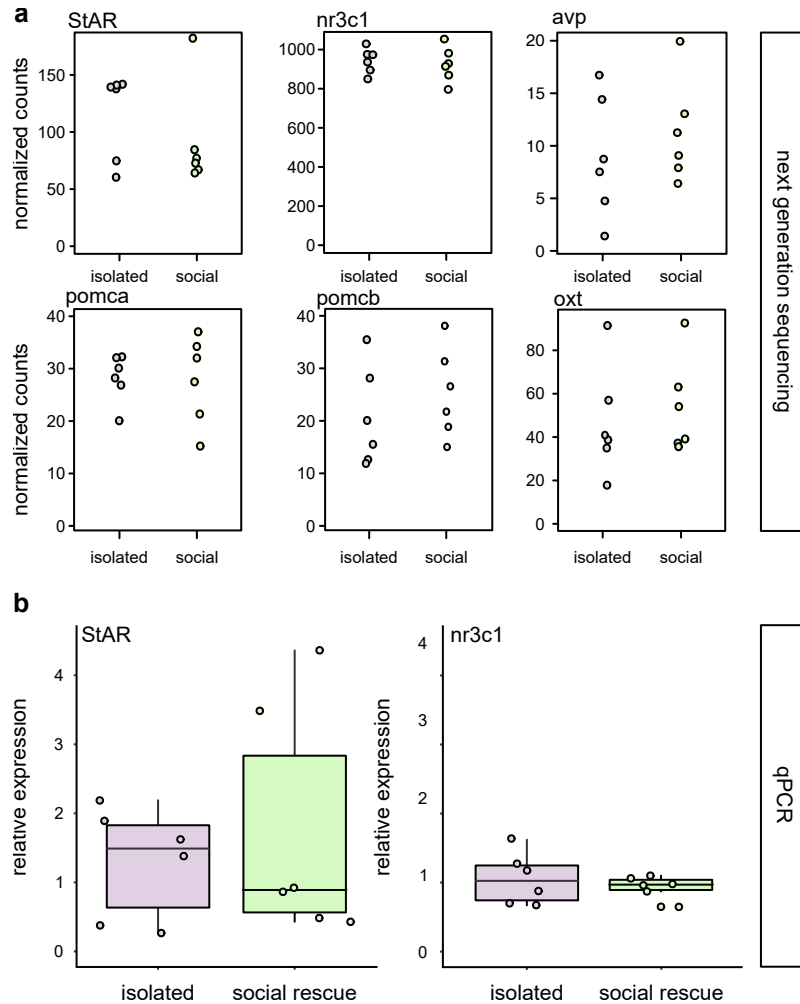 a
StAR
nr3c1
avp
normalized counts
150
100
50
0
isolated social
1000
800
600
400
200
0
isolated social
20
15
10
5
0
isolated social
next generation sequencing
pomca
pomcb
oxt
normalized counts
40
30
20
10
0
isolated social
40
30
20
10
0
isolated social
80
60
40
20
0
isolated social
b
StAR
relative expression
4
3
2
1
0
isolated social rescue
nr3c1
relative expression
4
3
2
1
0
isolated social rescue
qPCR